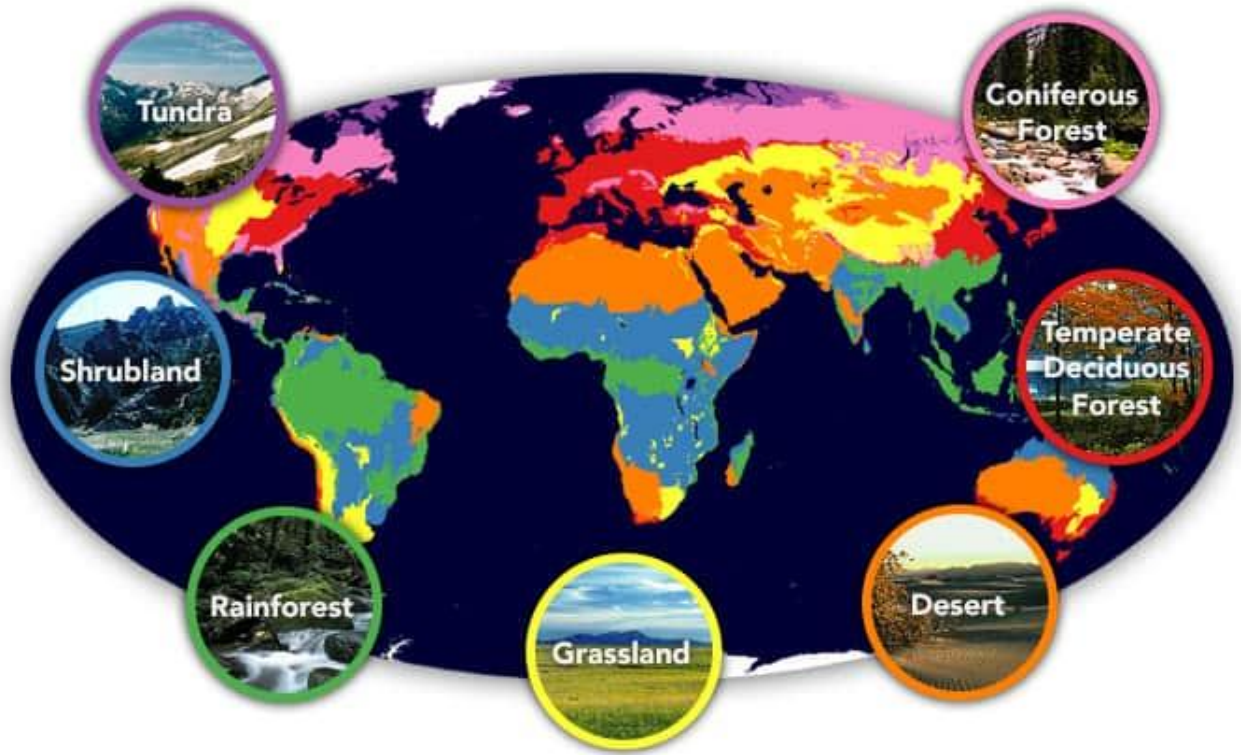 Tundra
Coniferous
Forest
Shrubland
Temperate
Deciduous
Forest
Rainforest
Grassland
Desert